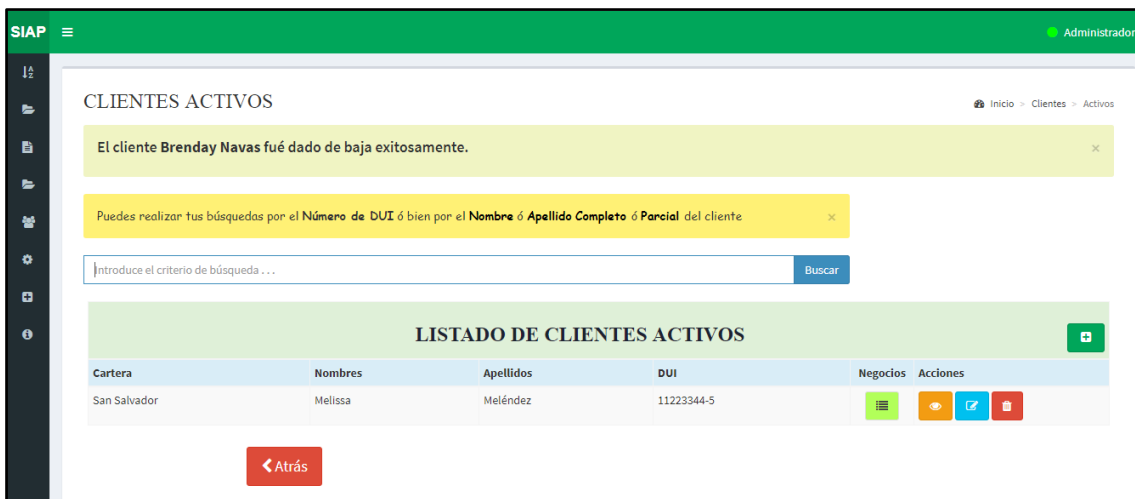 SIAP
Administrador
CLIENTES ACTIVOS
Inicio > Clientes > Activos
El cliente Brenday Navas fué dado de baja exitosamente. ×
Puedes realizar tus búsquedas por el Número de DUI ó bien por el Nombre ó Apellido Completo ó Parcial del cliente ×
Introduce el criterio de búsqueda . . . Buscar
LISTADO DE CLIENTES ACTIVOS
Cartera Nombres Apellidos DUI Negocios Acciones
San Salvador Melissa Meléndez 11223344-5
Atrás